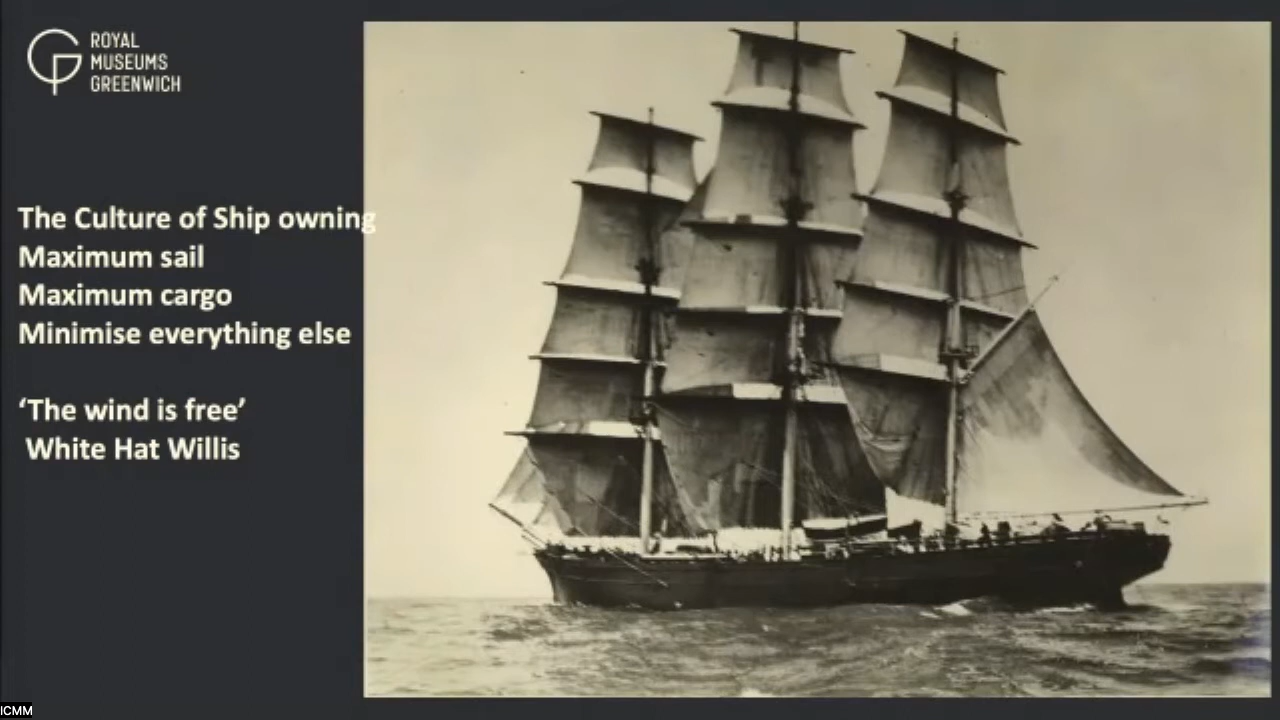 ROYAL
MUSEUMS
GREENWICH
The Culture of Ship owning
Maximum sail
Maximum cargo
Minimise everything else
‘The wind is free’
White Hat Willis
ICMM